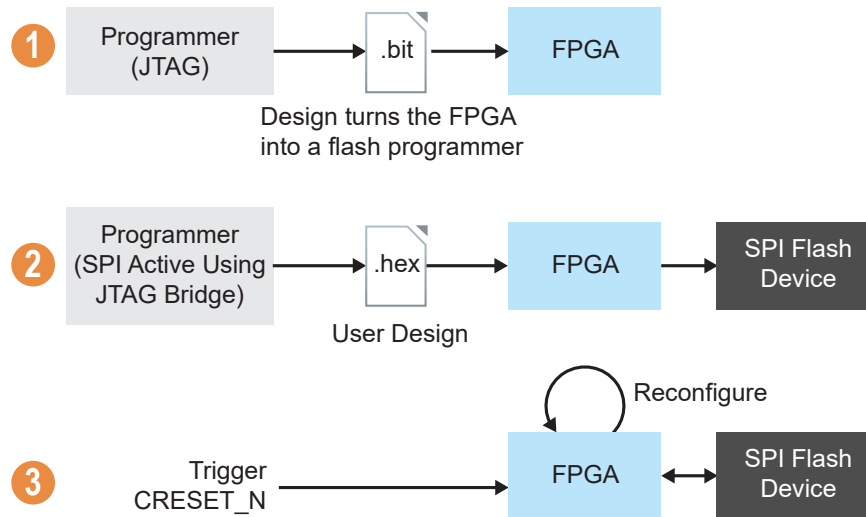 1
Programmer
(JTAG)
.bit
FPGA
Design turns the FPGA
into a flash programmer
2
Programmer
(SPI Active Using
JTAG Bridge)
.hex
FPGA
SPI Flash
Device
User Design
Reconfigure
3
Trigger
CRESET_N
FPGA
SPI Flash
Device